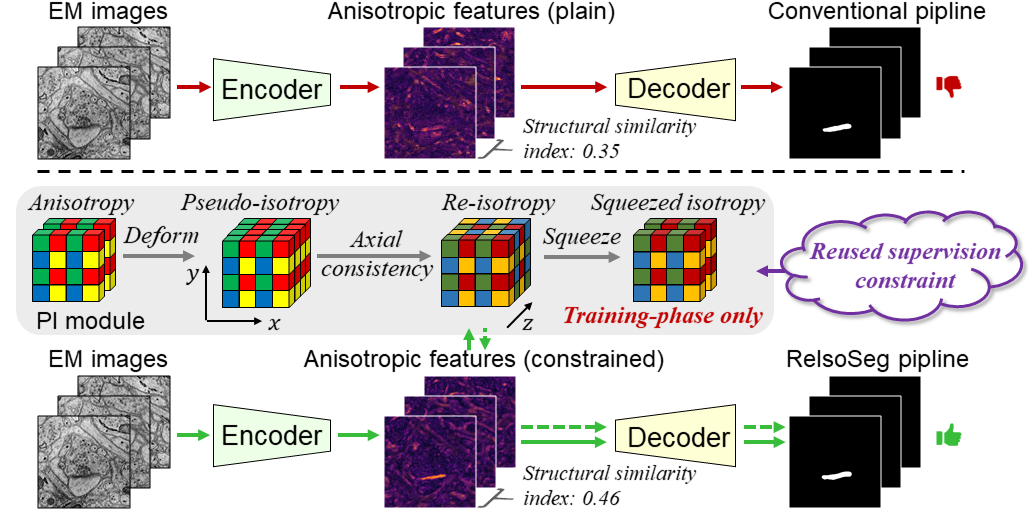 EM images
Anisotropic features (plain)
Conventional pipline
Encoder
Decoder
Structural similarity
index: 0.35
Anisotropy
Pseudo-isotropy
Re-isotropy
Squeezed isotropy
Deform
Axial
consistency
Squeeze
Reused supervision
constraint
y
x
z
PI module
Training-phase only
EM images
Anisotropic features (constrained)
ReIsoSeg pipline
Encoder
Decoder
Structural similarity
index: 0.46